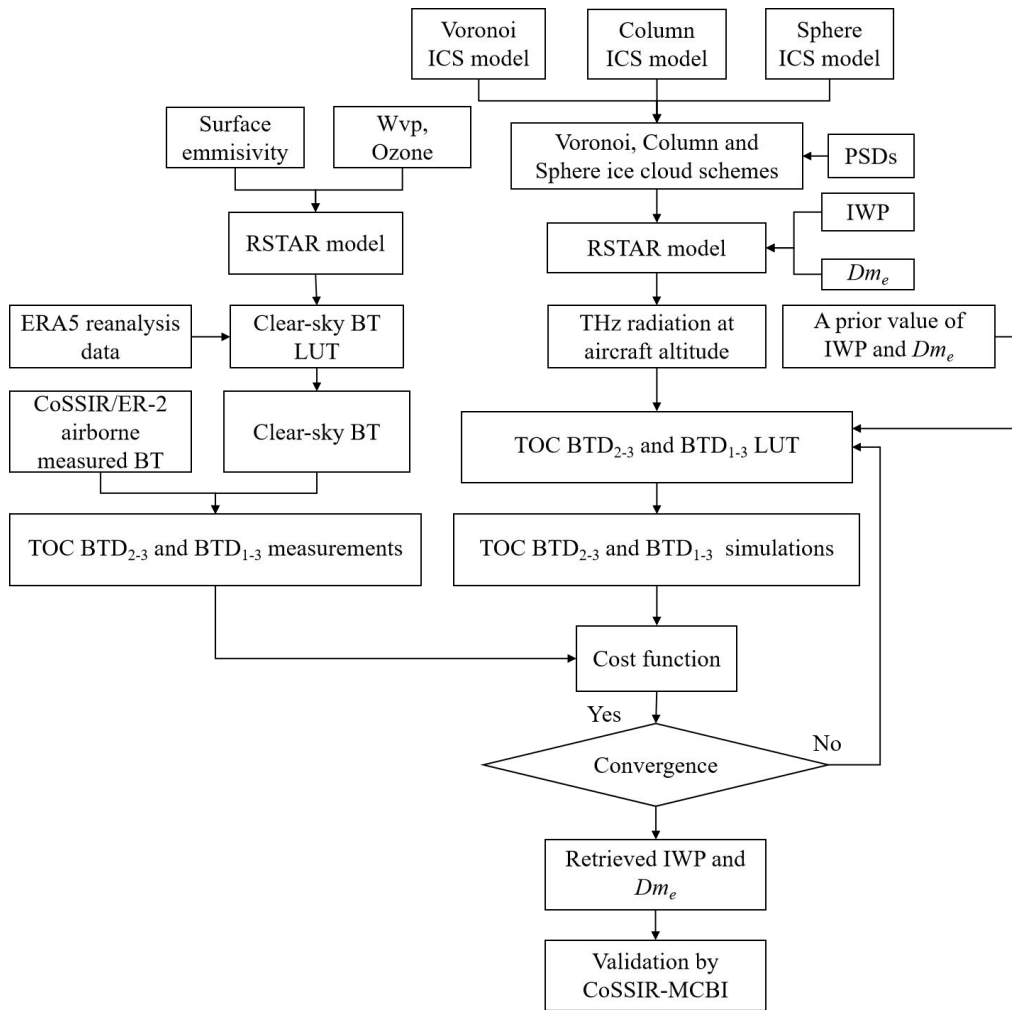 Voronoi
ICS model
Column
ICS model
Sphere
ICS model
Surface
emmisivity
Wvp,
Ozone
Voronoi, Column and
Sphere ice cloud schemes
PSDs
IWP
RSTAR model
RSTAR model
Dmₑ
ERA5 reanalysis
data
Clear-sky BT
LUT
THz radiation at
aircraft altitude
A prior value of
IWP and Dmₑ
CoSSIR/ER-2
airborne
measured BT
Clear-sky BT
TOC BTD₂₋₃ and BTD₁₋₃ LUT
TOC BTD₂₋₃ and BTD₁₋₃ measurements
TOC BTD₂₋₃ and BTD₁₋₃ simulations
Cost function
Yes
No
Convergence
Retrieved IWP and
Dmₑ
Validation by
CoSSIR-MCBI